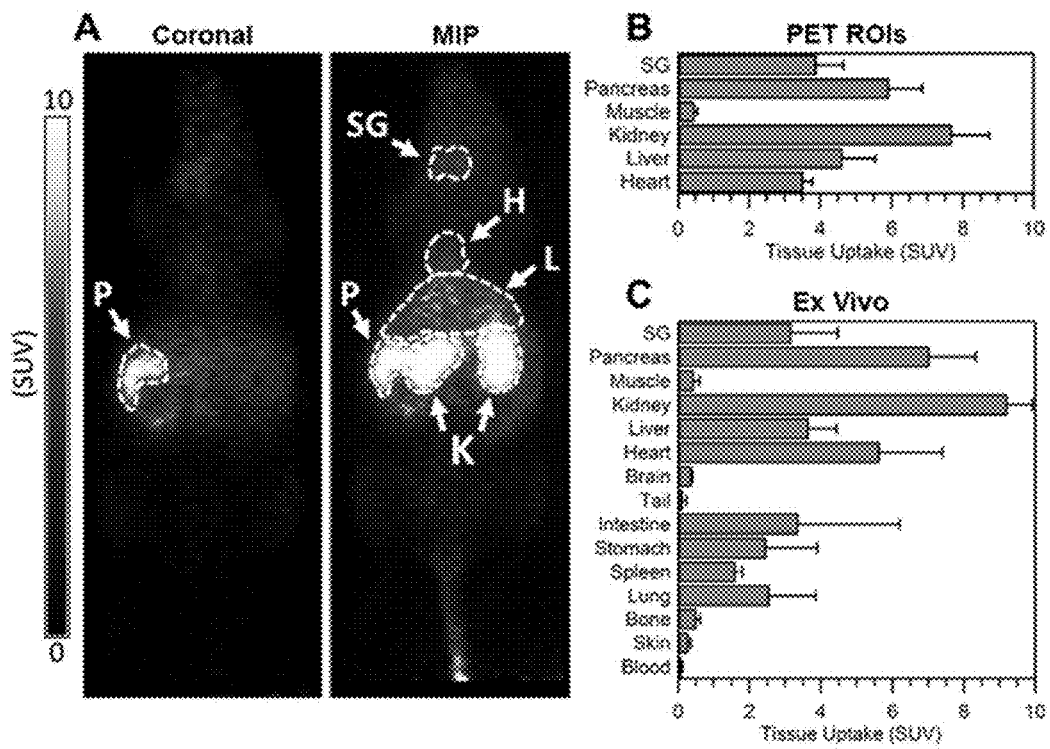 A
Coronal
MIP
10
(SUV)
0
P
SG
H
L
P
K
B
PET ROIs
SG
Pancreas
Muscle
Kidney
Liver
Heart
0 2 4 6 8 10
Tissue Uptake (SUV)
C
Ex Vivo
SG
Pancreas
Muscle
Kidney
Liver
Heart
Brain
Tail
Intestine
Stomach
Spleen
Lung
Bone
Skin
Blood
0 2 4 6 8 10
Tissue Uptake (SUV)